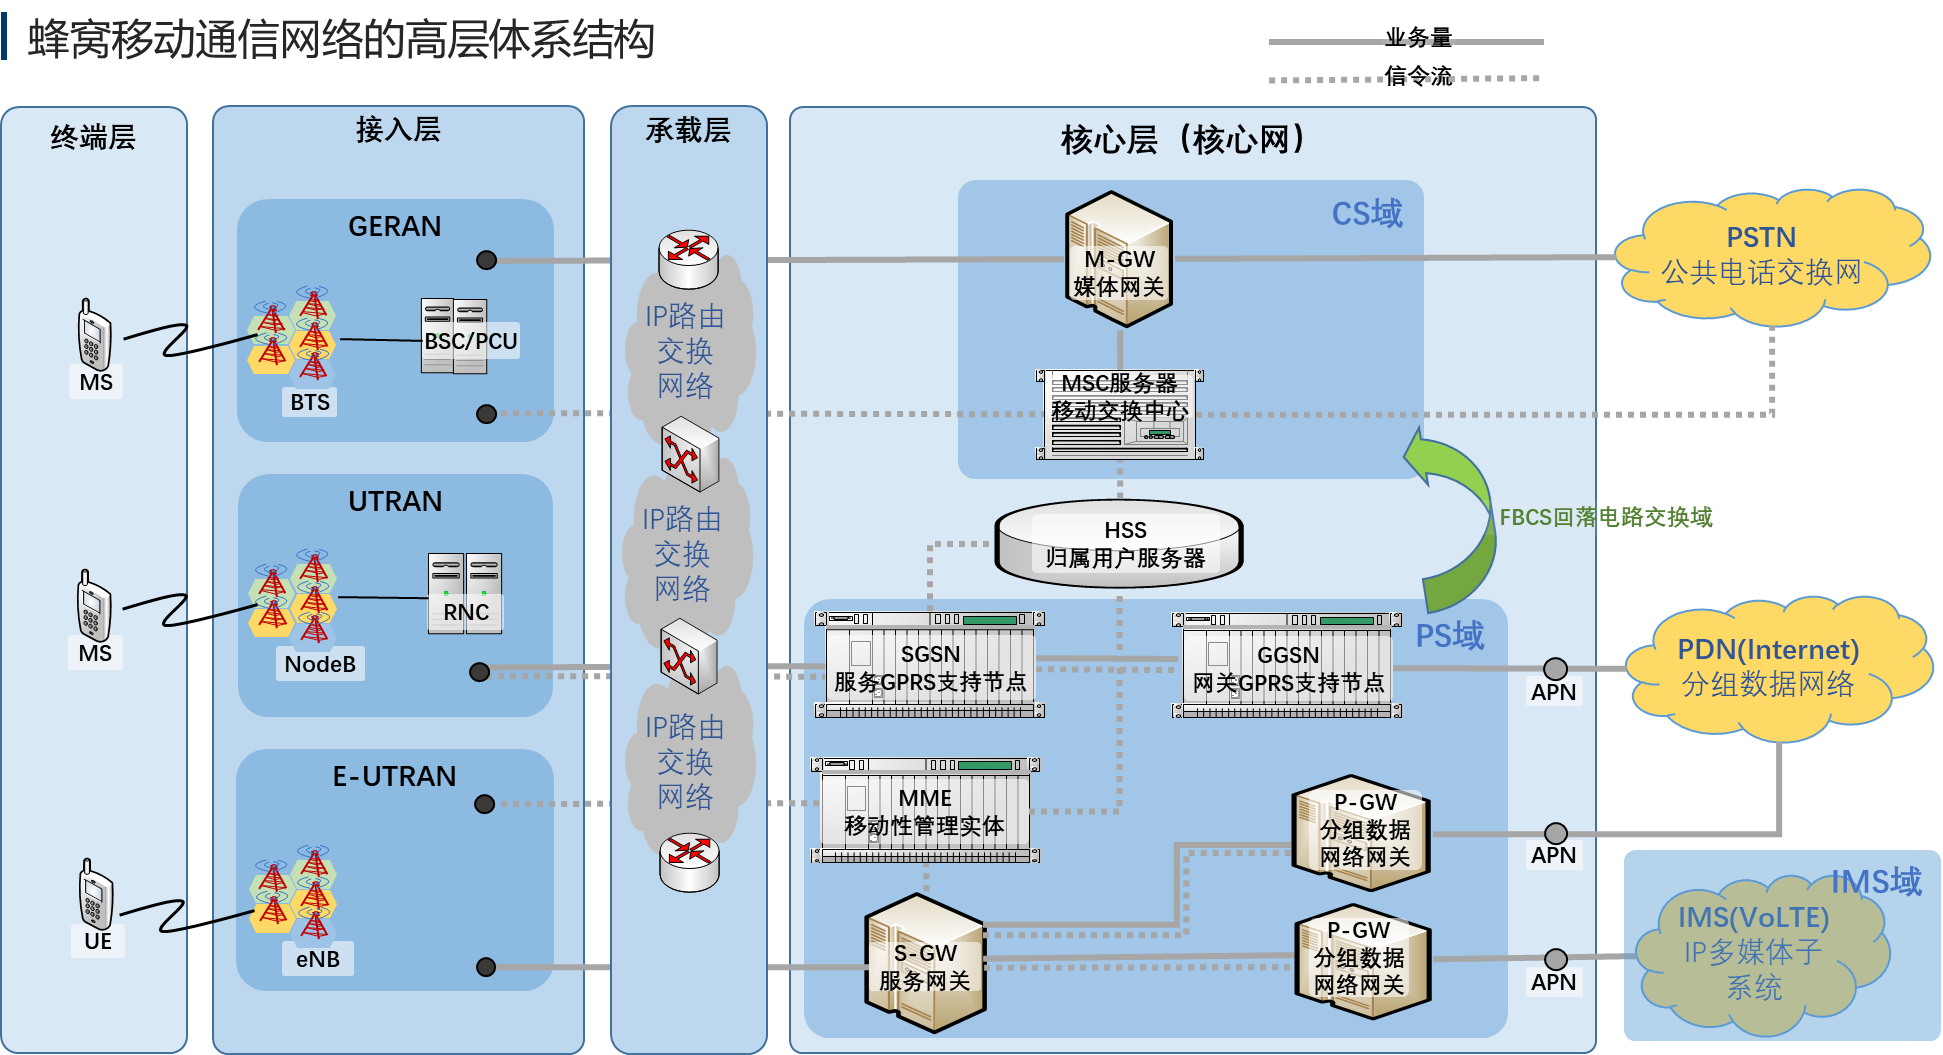 蜂窝移动通信网络的高层体系结构
业务量
信令流
终端层
接入层
承载层
核心层（核心网）
GERAN
BSC/PCU
BTS
MS
UTRAN
RNC
NodeB
MS
E-UTRAN
eNB
UE
IP路由
交换
网络
IP路由
交换
网络
IP路由
交换
网络
CS域
M-GW
媒体网关
MSC服务器
移动交换中心
HSS
归属用户服务器
FBCS回落电路交换域
PS域
SGSN
服务GPRS支持节点
GGSN
网关GPRS支持节点
MME
移动性管理实体
S-GW
服务网关
P-GW
分组数据
网络网关
P-GW
分组数据
网络网关
APN
APN
APN
PSTN
公共电话交换网
PDN(Internet)
分组数据网络
IMS域
IMS(VoLTE)
IP多媒体子
系统